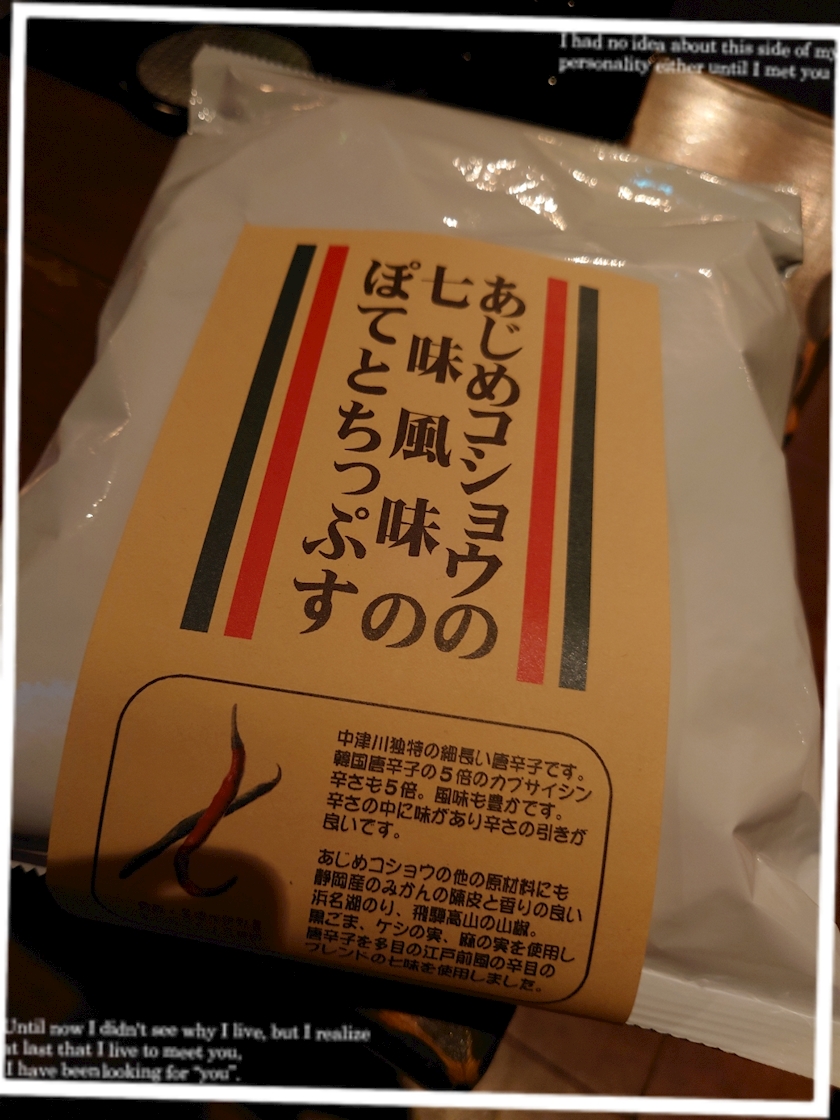 I had no idea about this side of my
personality either until I met you
あじめコショウの
七味風味の
ぽてとちっぷす
中津川独特の細長い唐辛子です。
韓国唐辛子の5倍のカプサイシン
辛さも5倍。風味も豊かです。
辛さの中に味があり辛さの引きが
良いです。
あじめコショウの他の原材料にも
静岡産のみかんの陳皮と香りの良い
浜名湖のり、飛騨高山の山椒。
黒ごま、ケシの実、麻の実を使用し
唐辛子を多目の江戸前風の辛目の
ブレンドの七味を使用しました。
Until now I didn't see why I live, but I realize
at last that I live to meet you,
I have been looking for "you".